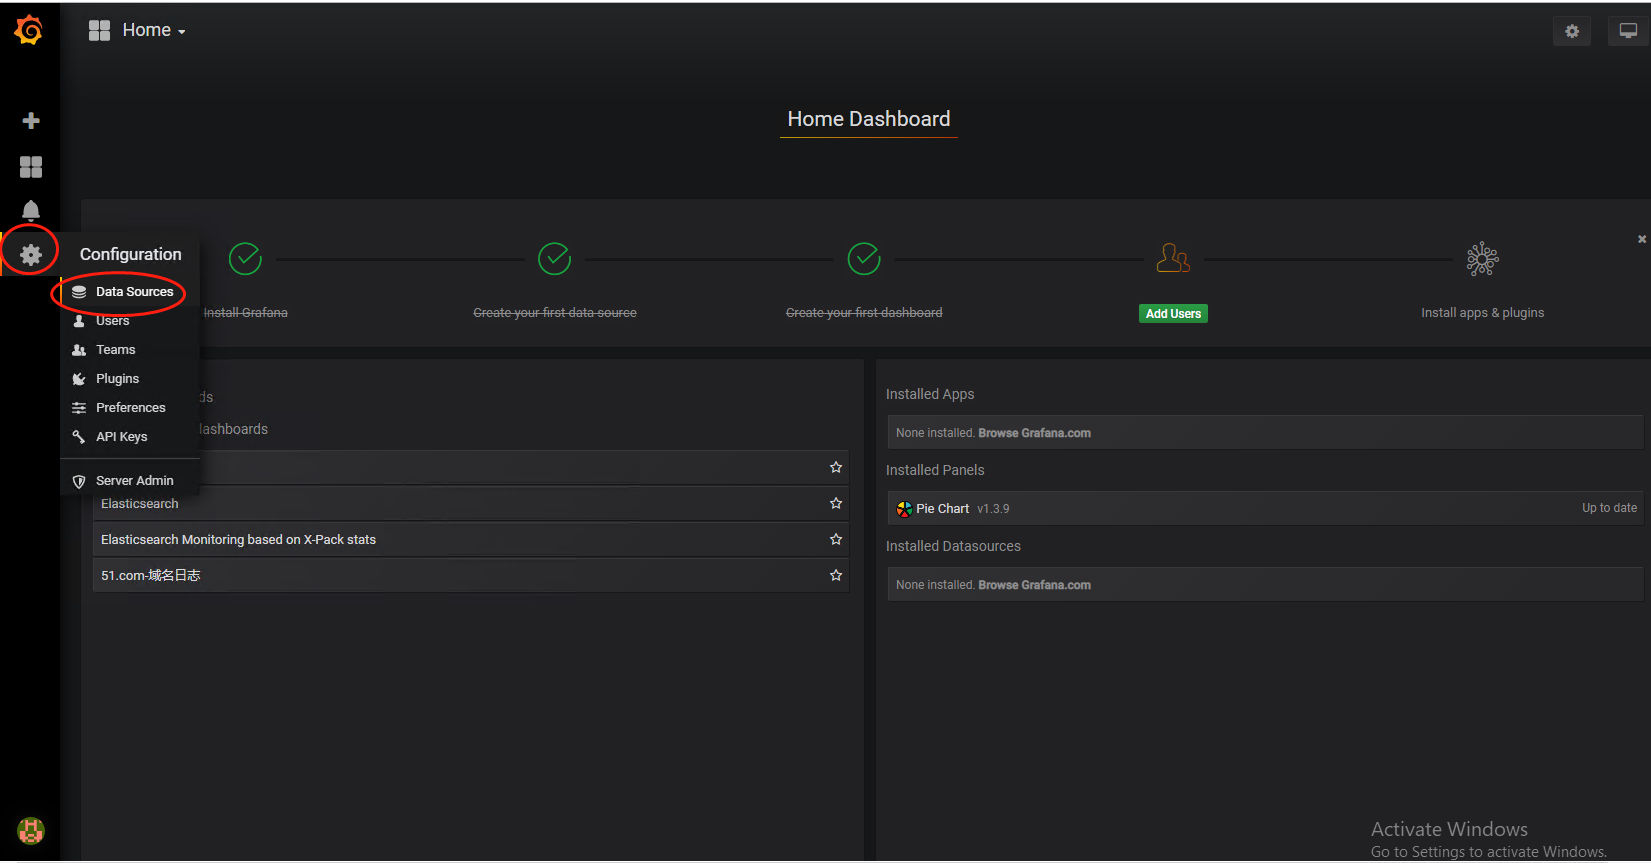 Home
Home Dashboard
Configuration
Data Sources
Users
Teams
Plugins
Preferences
API Keys
Server Admin
Install Grafana
Create your first data source
Create your first dashboard
Add Users
Install apps & plugins
ds
dashboards
Elasticsearch
Elasticsearch Monitoring based on X-Pack stats
51.com-域名日志
Installed Apps
None installed. Browse Grafana.com
Installed Panels
Pie Chart v1.3.9 Up to date
Installed Datasources
None installed. Browse Grafana.com
Activate Windows
Go to Settings to activate Windows.